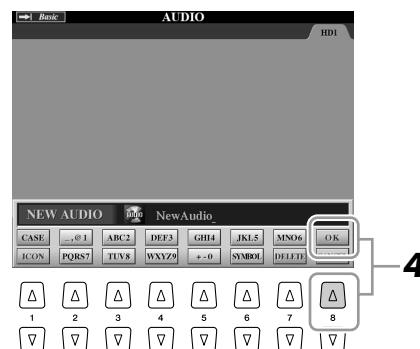 Basic
AUDIO
HD1
NEW AUDIO AUDIO NewAudio_
CASE _,@1 ABC2 DEF3 GHI4 JKL5 MNO6 OK
ICON PQRS7 TUV8 WXYZ9 +-0 SYMBOL DELETE
4
1 2 3 4 5 6 7 8